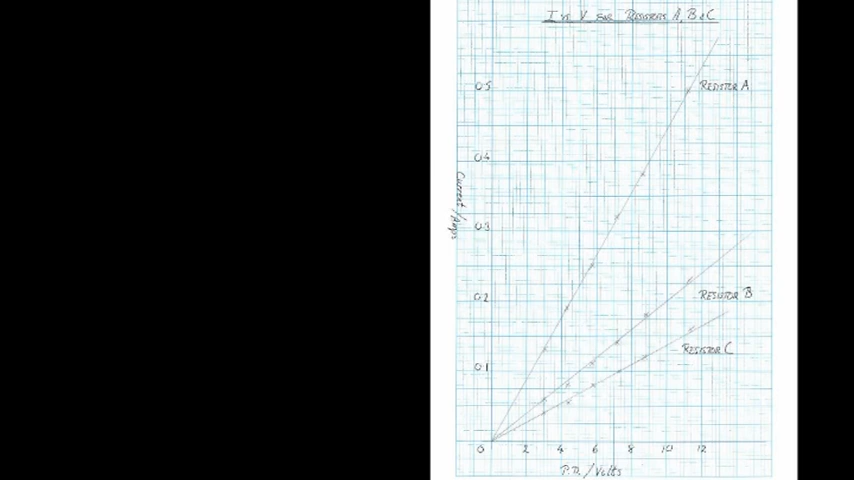 I vs V FOR RESISTORS A, B & C
0.5
RESISTOR A
0.4
Current / Amps
0.3
0.2
RESISTOR B
RESISTOR C
0.1
0 2 4 6 8 10 12
P.D. / Volts